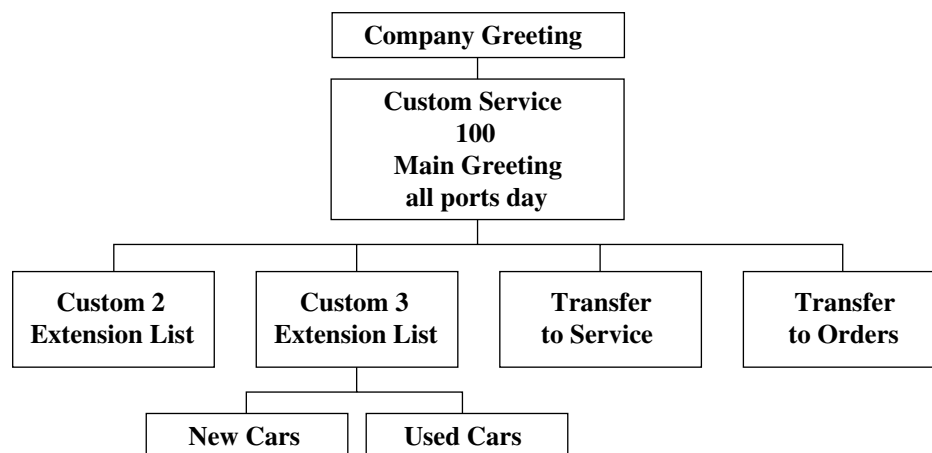 Company Greeting
Custom Service
100
Main Greeting
all ports day
Custom 2
Extension List
Custom 3
Extension List
Transfer
to Service
Transfer
to Orders
New Cars
Used Cars